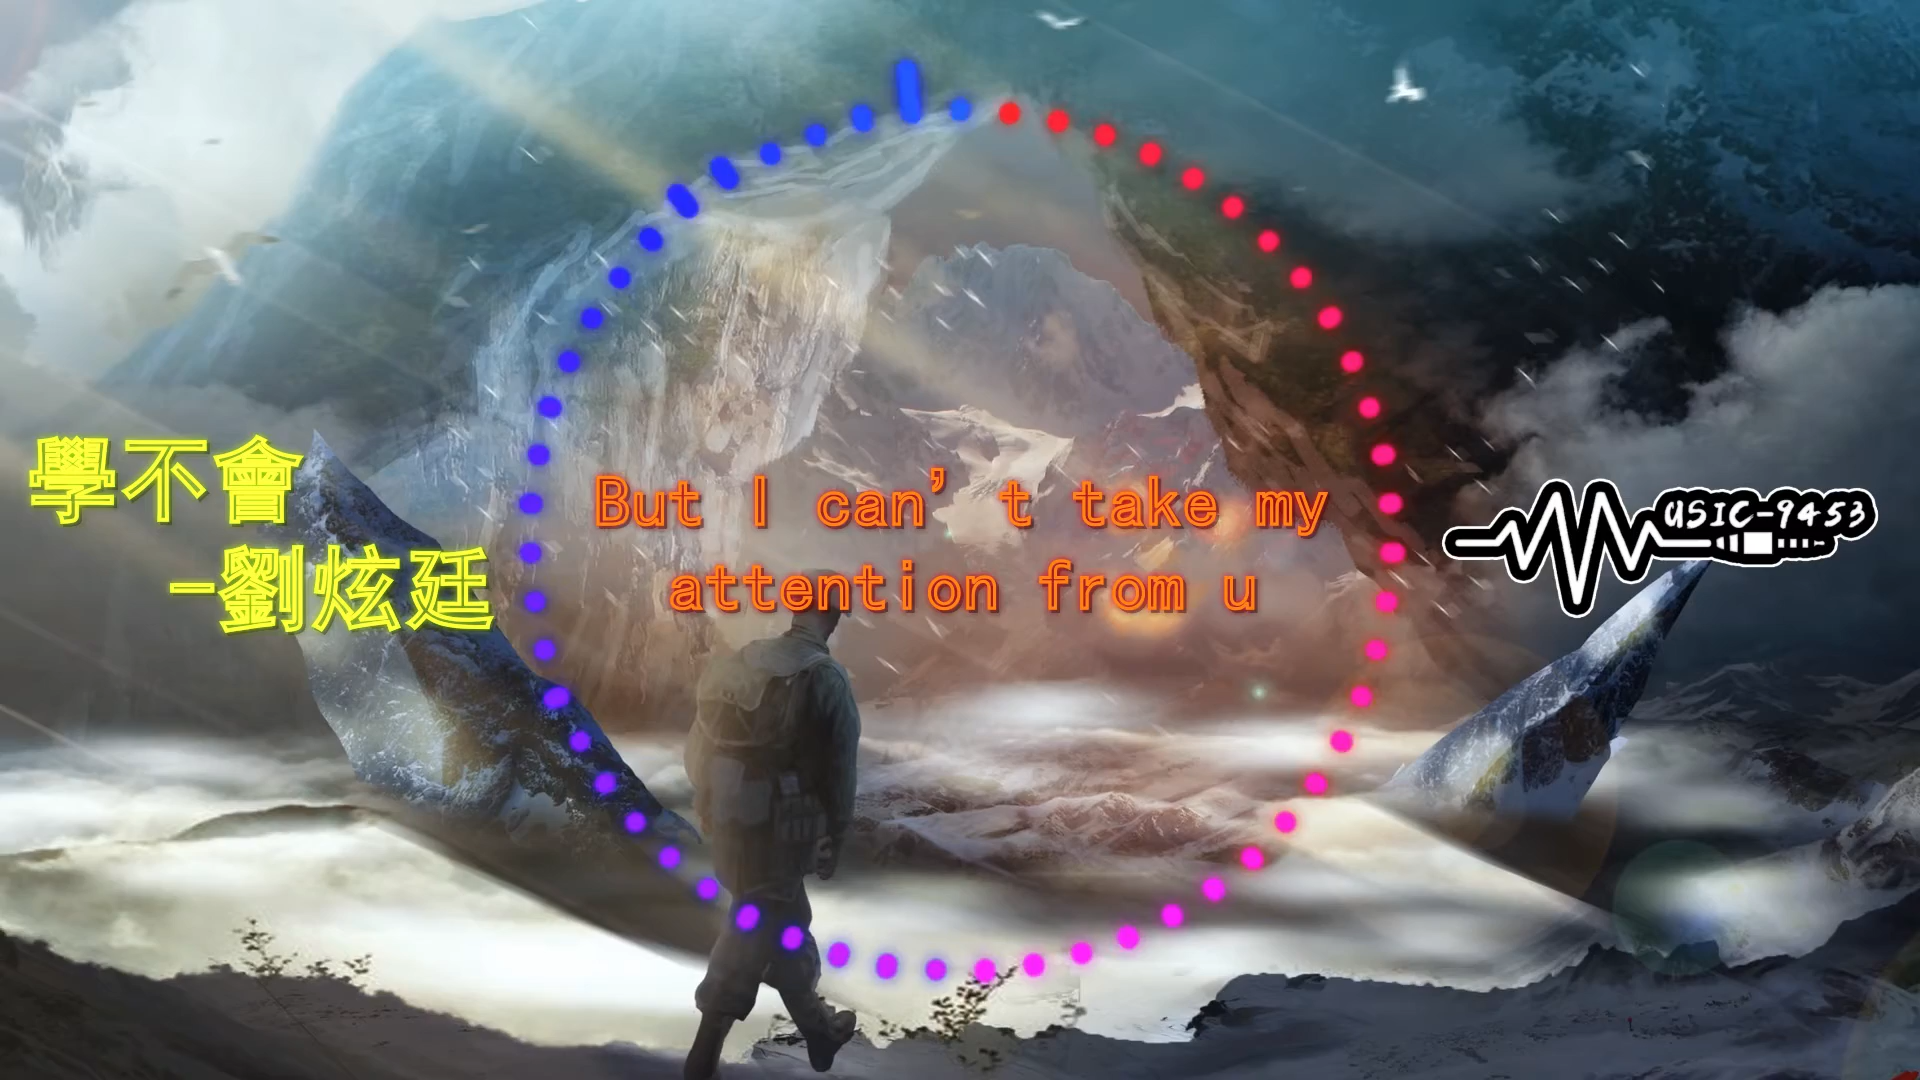 學不會
-劉炫廷
But I can't take my
attention from u
USIC-9453